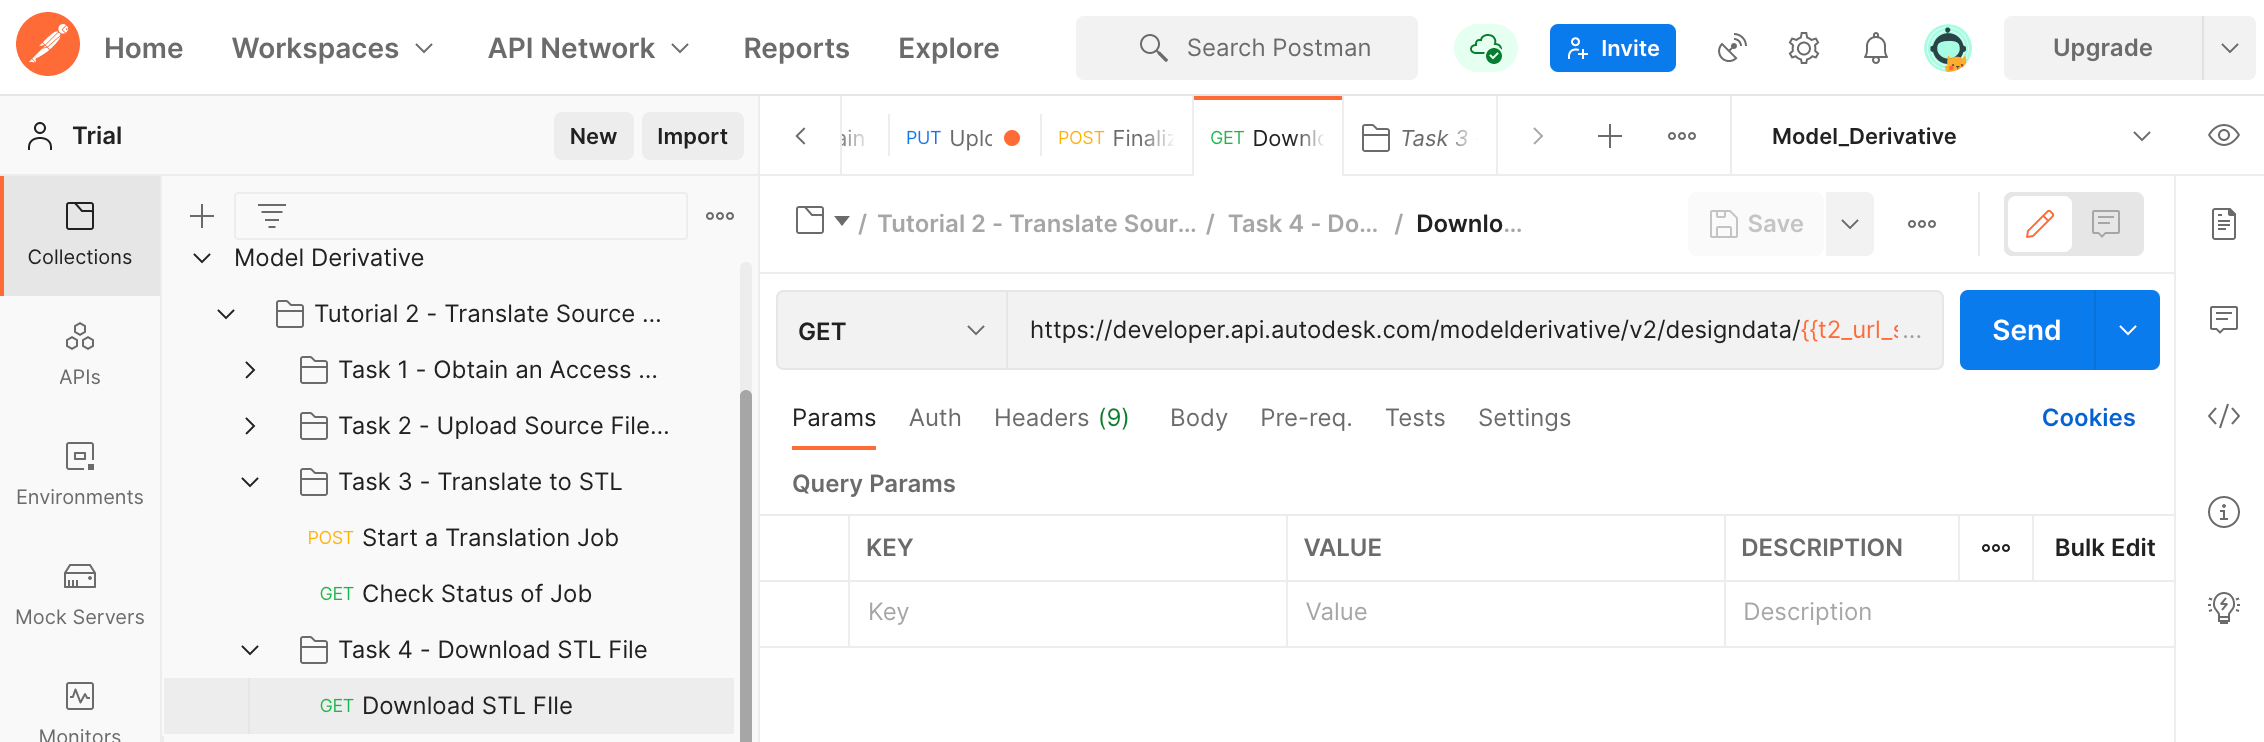 Home Workspaces API Network Reports Explore Search Postman Invite Upgrade
Trial New Import
ain PUT Uplc POST Finaliz GET Downlo Task 3 Model_Derivative
Collections
APIs
Environments
Mock Servers
Monitors
Model Derivative
Tutorial 2 - Translate Source ...
Task 1 - Obtain an Access ...
Task 2 - Upload Source File...
Task 3 - Translate to STL
POST Start a Translation Job
GET Check Status of Job
Task 4 - Download STL File
GET Download STL FIle
/ Tutorial 2 - Translate Sour... / Task 4 - Do... / Downlo... Save
GET https://developer.api.autodesk.com/modelderivative/v2/designdata/{{t2_url_s... Send
Params Auth Headers (9) Body Pre-req. Tests Settings Cookies
Query Params
KEY VALUE DESCRIPTION Bulk Edit
Key Value Description